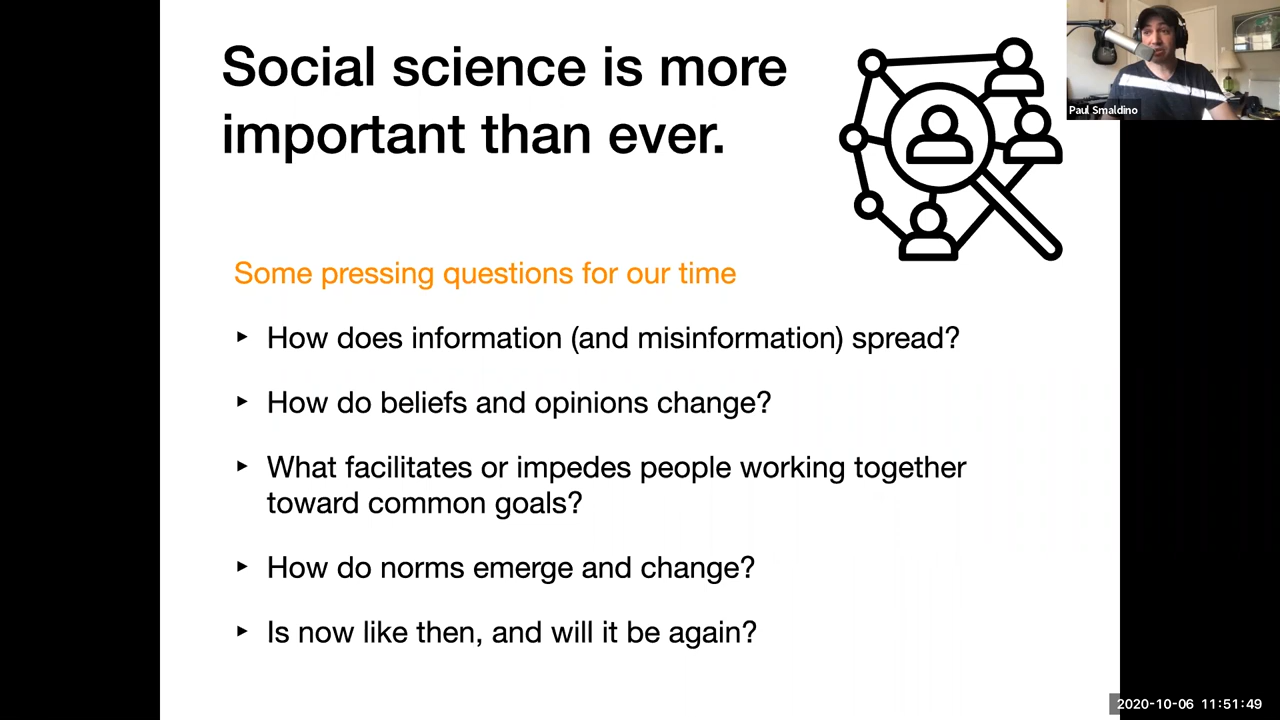 Social science is more
important than ever.
Paul Smaldino
Some pressing questions for our time
‣ How does information (and misinformation) spread?
‣ How do beliefs and opinions change?
‣ What facilitates or impedes people working together
toward common goals?
‣ How do norms emerge and change?
‣ Is now like then, and will it be again?
2020-10-06 11:51:49